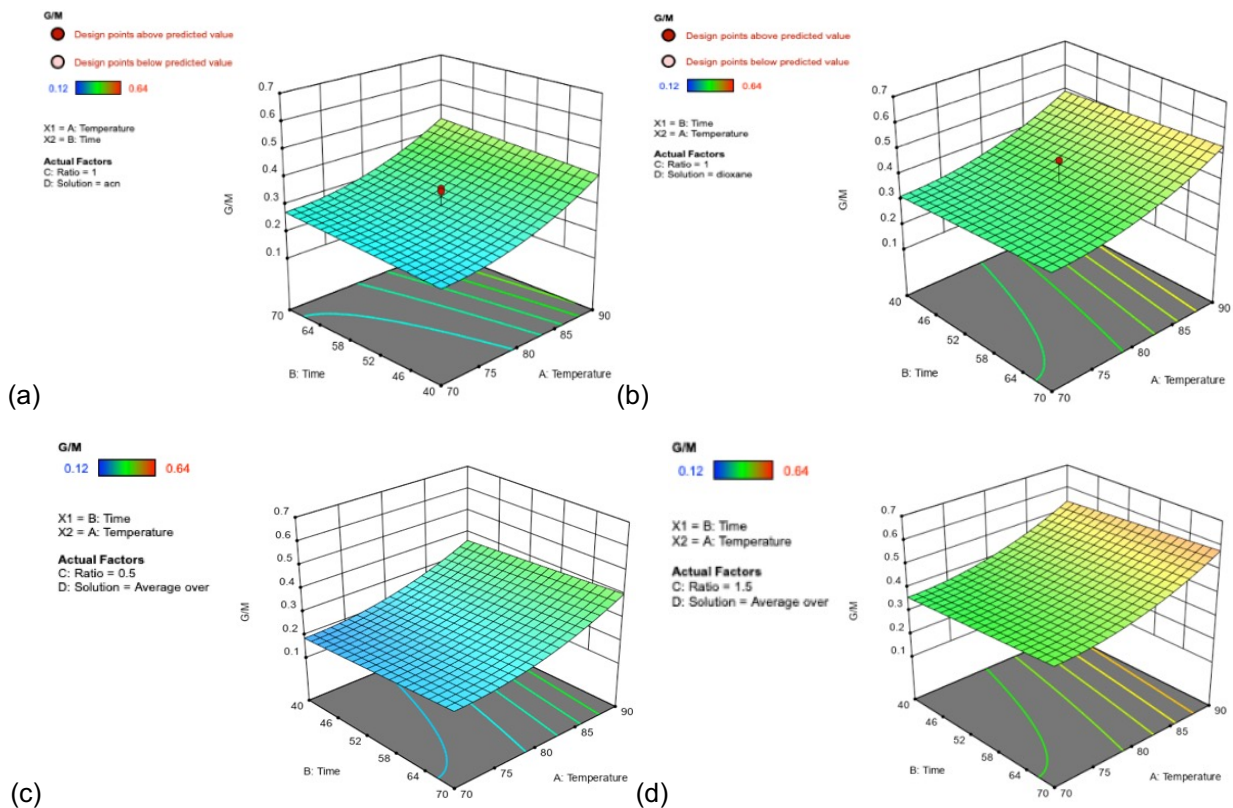 G/M
Design points above predicted value
Design points below predicted value
0.12 0.64
X1 = A: Temperature
X2 = B: Time
Actual Factors
C: Ratio = 1
D: Solution = acn
G/M
0.7
0.6
0.5
0.4
0.3
0.2
0.1
70
64
58
52
46
40
B: Time
70
75
80
85
90
A: Temperature
(a)
G/M
Design points above predicted value
Design points below predicted value
0.12 0.64
X1 = B: Time
X2 = A: Temperature
Actual Factors
C: Ratio = 1
D: Solution = dioxane
G/M
0.7
0.6
0.5
0.4
0.3
0.2
0.1
40
46
52
58
64
70
B: Time
70
75
80
85
90
A: Temperature
(b)
G/M
0.12 0.64
X1 = B: Time
X2 = A: Temperature
Actual Factors
C: Ratio = 0.5
D: Solution = Average over
G/M
0.7
0.6
0.5
0.4
0.3
0.2
0.1
40
46
52
58
64
70
B: Time
70
75
80
85
90
A: Temperature
(c)
G/M
0.12 0.64
X1 = B: Time
X2 = A: Temperature
Actual Factors
C: Ratio = 1.5
D: Solution = Average over
G/M
0.7
0.6
0.5
0.4
0.3
0.2
0.1
40
46
52
58
64
70
B: Time
70
75
80
85
90
A: Temperature
(d)